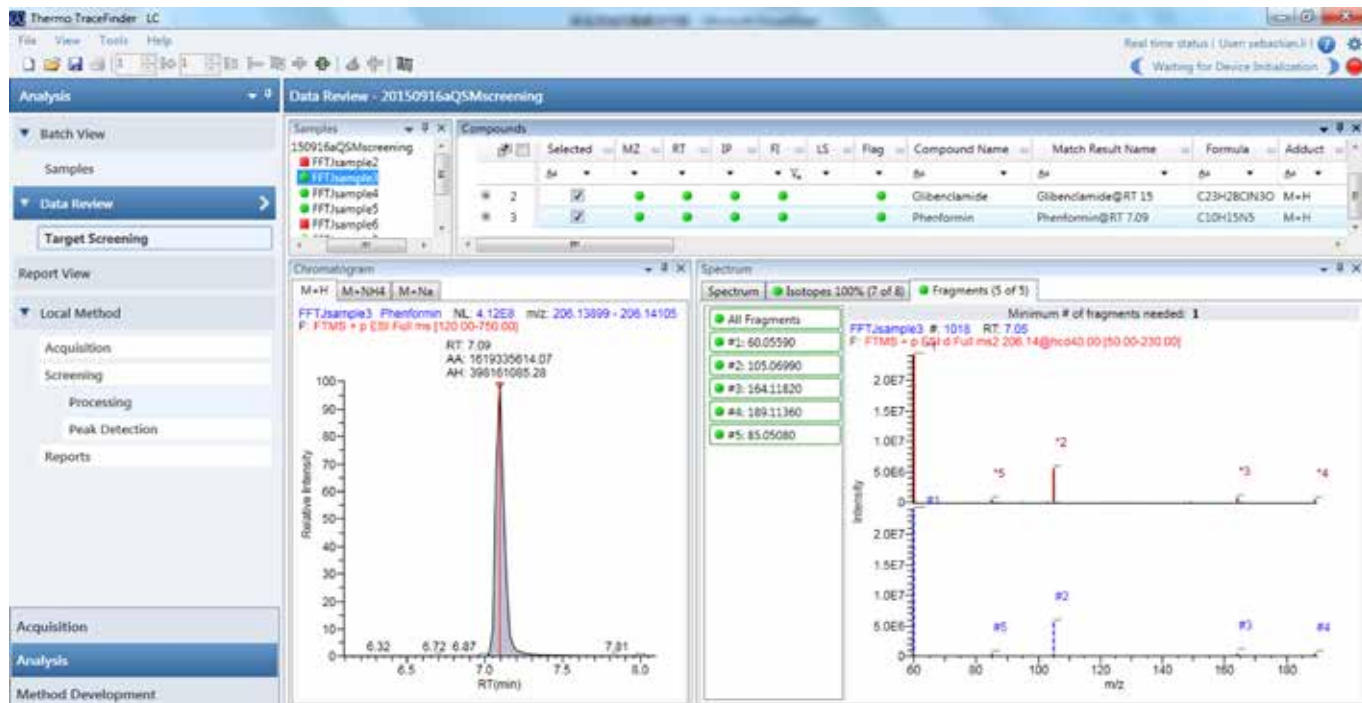 Thermo TraceFinder LC
File View Tools Help
Real time status | User: sebastian.li |
Waiting for Device Initialization
Analysis
Data Review - 20150916aQSMscreening
Batch View
Samples
Data Review
Target Screening
Report View
Local Method
Acquisition
Screening
Processing
Peak Detection
Reports
Acquisition
Analysis
Method Development
Samples
150916aQSMscreening
FFTJsample2
FFTJsample3
FFTJsample4
FFTJsample5
FFTJsample6
Compounds
Selected MZ RT IP FI LS Flag Compound Name Match Result Name Formula Adduct
2 Glibenclamide Glibenclamide@RT 15 C23H28ClN3O M+H
3 Phenformin Phenformin@RT 7.09 C10H15N5 M+H
Chromatogram
M+H M+NH4 M+Na
FFTJsample3 Phenformin NL: 4.12E8 m/z: 206.13899 - 206.14105
F: FTMS + p ESI Full ms [120.00-750.00]
RT: 7.09
AA: 1619335614.07
AH: 398161085.28
Relative Intensity
100
90
80
70
60
50
40
30
20
10
0
6.32 6.72 6.87 7.81
6.5 7.0 7.5 8.0
RT(min)
Spectrum
Spectrum Isotopes 100% (7 of 8) Fragments (5 of 5)
All Fragments
#1: 60.05590
#2: 105.06990
#3: 164.11820
#4: 189.11360
#5: 85.05080
Minimum # of fragments needed: 1
FFTJsample3 #: 1018 RT: 7.05
F: FTMS + p ESI d Full ms2 206.14@hcd40.00 [50.00-230.00]
Intensity
2.0E7
1.5E7
1.0E7
5.0E6
0
#1 *5 *2 *3 *4
2.0E7
1.5E7
1.0E7
5.0E6
0
#5 #2 #3 #4
60 80 100 120 140 160 180
m/z